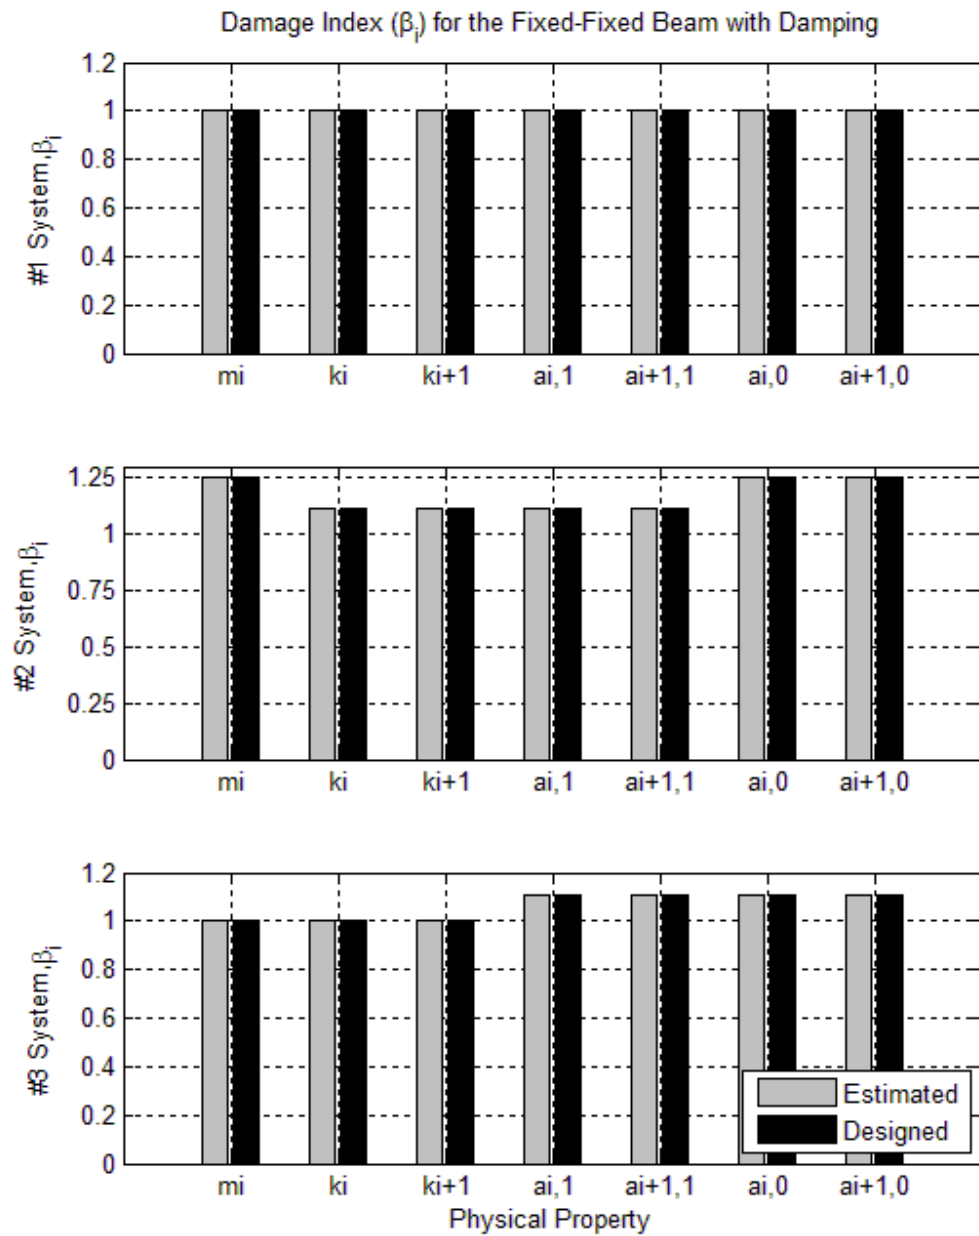 Damage Index (βi) for the Fixed-Fixed Beam with Damping
#1 System,βi
1.2
1
0.8
0.6
0.4
0.2
0
mi ki ki+1 ai,1 ai+1,1 ai,0 ai+1,0
#2 System,βi
1.25
1
0.75
0.5
0.25
0
mi ki ki+1 ai,1 ai+1,1 ai,0 ai+1,0
#3 System,βi
1.2
1
0.8
0.6
0.4
0.2
0
Estimated
Designed
mi ki ki+1 ai,1 ai+1,1 ai,0 ai+1,0
Physical Property